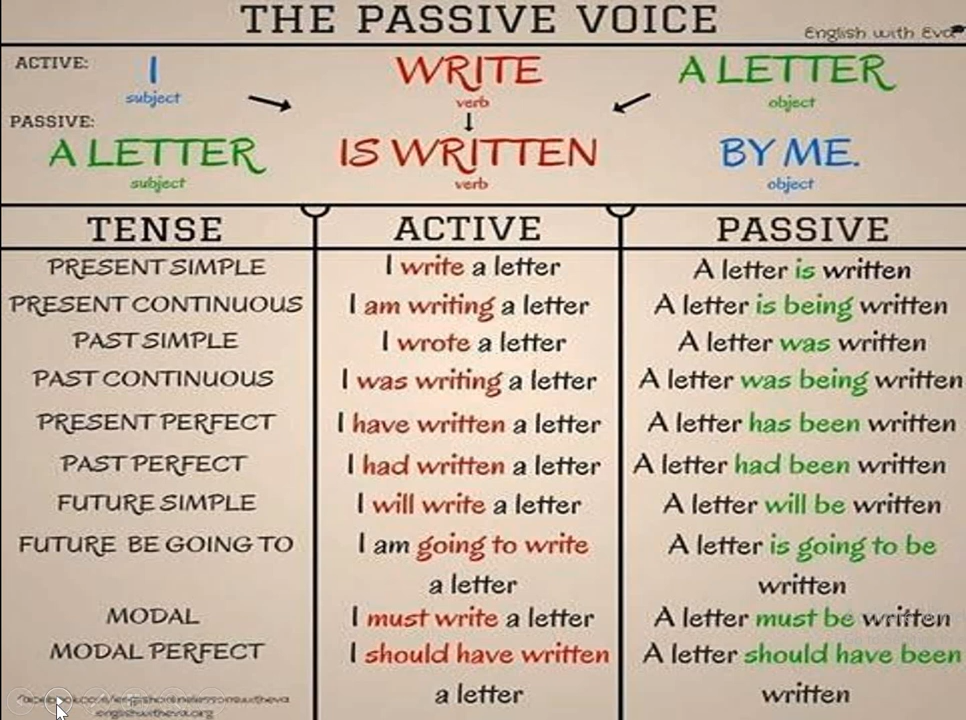 THE PASSIVE VOICE
English with Eva
ACTIVE: I WRITE A LETTER
subject verb object
PASSIVE:
A LETTER IS WRITTEN BY ME.
subject verb object
TENSE ACTIVE PASSIVE
PRESENT SIMPLE I write a letter A letter is written
PRESENT CONTINUOUS I am writing a letter A letter is being written
PAST SIMPLE I wrote a letter A letter was written
PAST CONTINUOUS I was writing a letter A letter was being written
PRESENT PERFECT I have written a letter A letter has been written
PAST PERFECT I had written a letter A letter had been written
FUTURE SIMPLE I will write a letter A letter will be written
FUTURE BE GOING TO I am going to write A letter is going to be
a letter written
MODAL I must write a letter A letter must be written
MODAL PERFECT I should have written A letter should have been
a letter written
englishwitheva.org